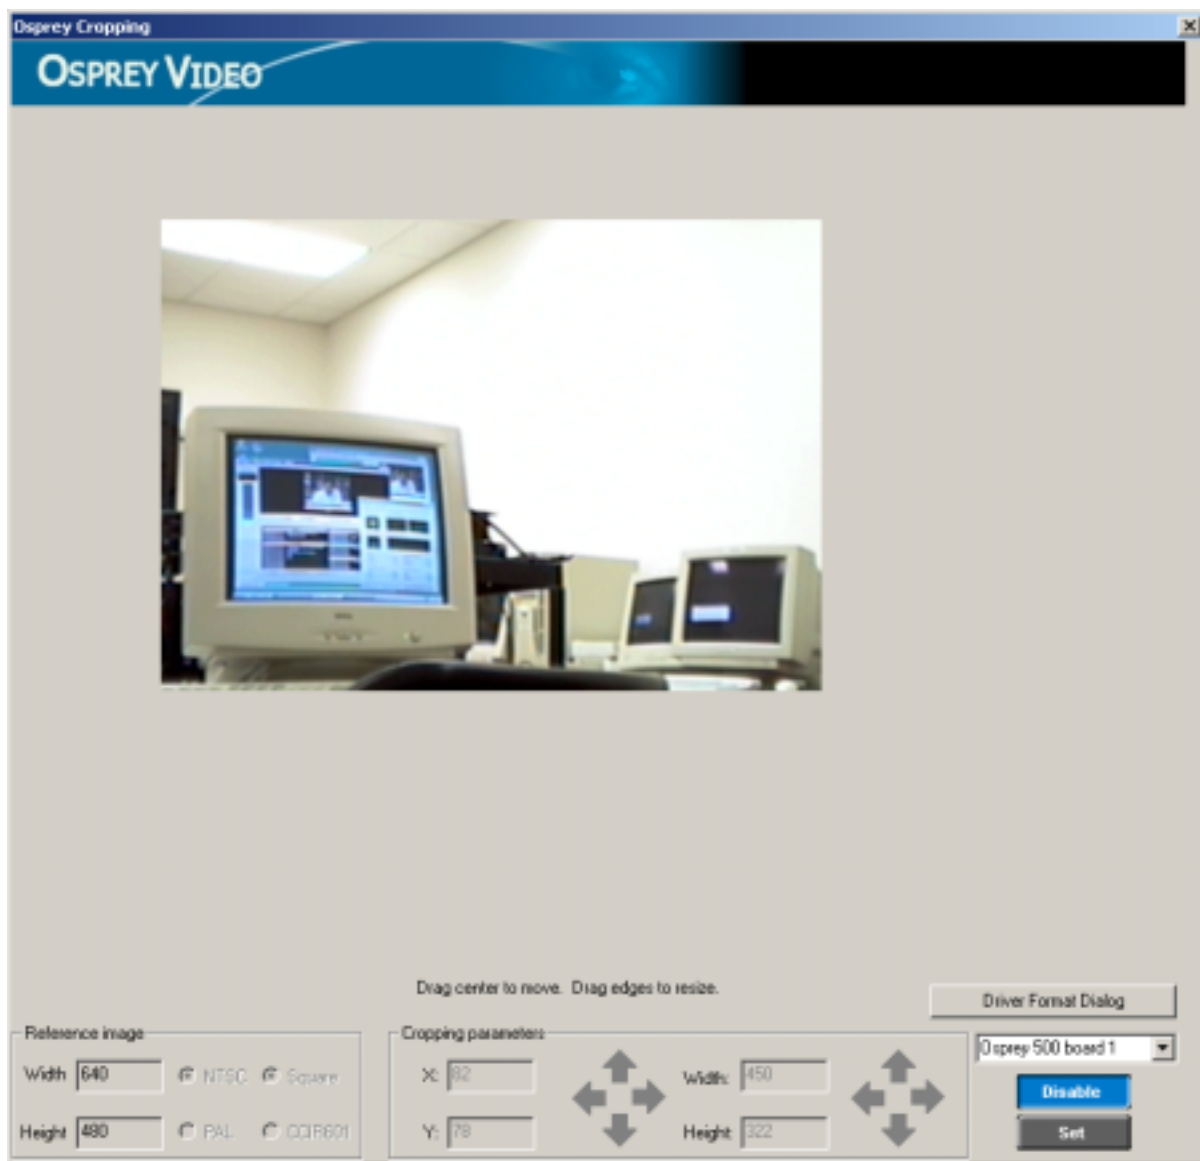 Osprey Cropping
OSPREY VIDEO
Drag center to move. Drag edges to resize.
Driver Format Dialog
Reference image
Cropping parameters
Osprey 500 board 1
Width 640 NTSC Square
X: 82
Width: 450
Disable
Height 480 PAL CCIR601
Y: 78
Height: 322
Set